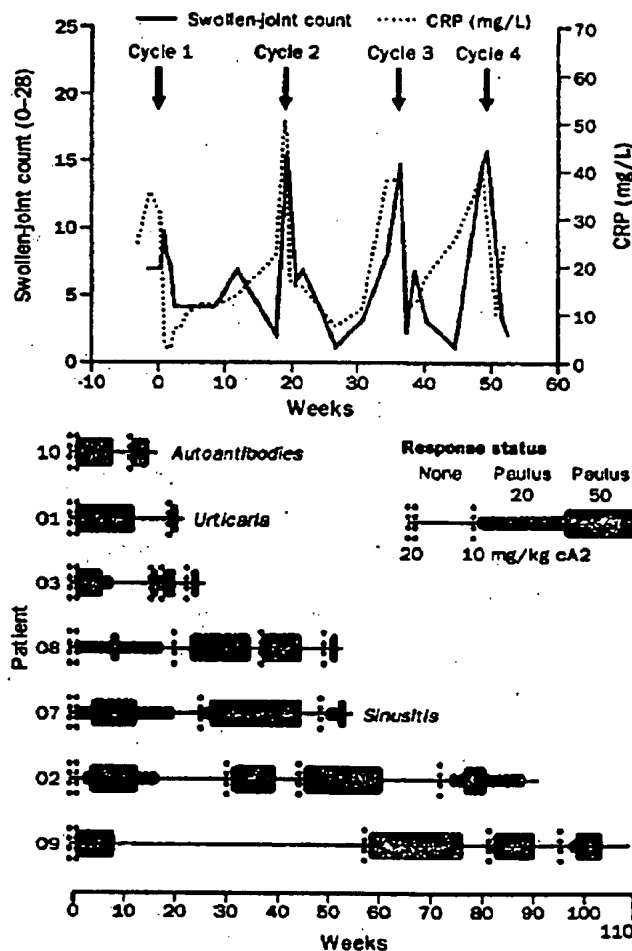 Swollen-joint count CRP (mg/L)
Cycle 1 Cycle 2 Cycle 3 Cycle 4
25
20
15
10
5
0
Swollen-joint count (0–28)
70
60
50
40
30
20
10
0
CRP (mg/L)
-10 0 10 20 30 40 50 60
Weeks
Response status
None Paulus 20 Paulus 50
20 10 mg/kg cA2
Patient
10 Autoantibodies
01 Urticaria
03
08
07 Sinusitis
02
09
0 10 20 30 40 50 60 70 80 90 100 110
Weeks